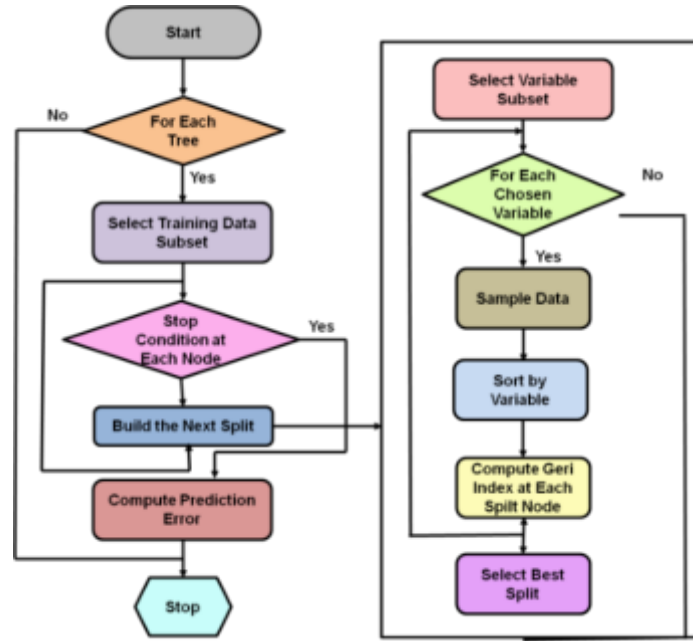 Start
No
For Each
Tree
Yes
Select Training Data
Subset
Stop
Condition at
Each Node
Yes
Build the Next Split
Compute Prediction
Error
Stop
Select Variable
Subset
For Each
Chosen
Variable
No
Yes
Sample Data
Sort by
Variable
Compute Geri
Index at Each
Spilt Node
Select Best
Split